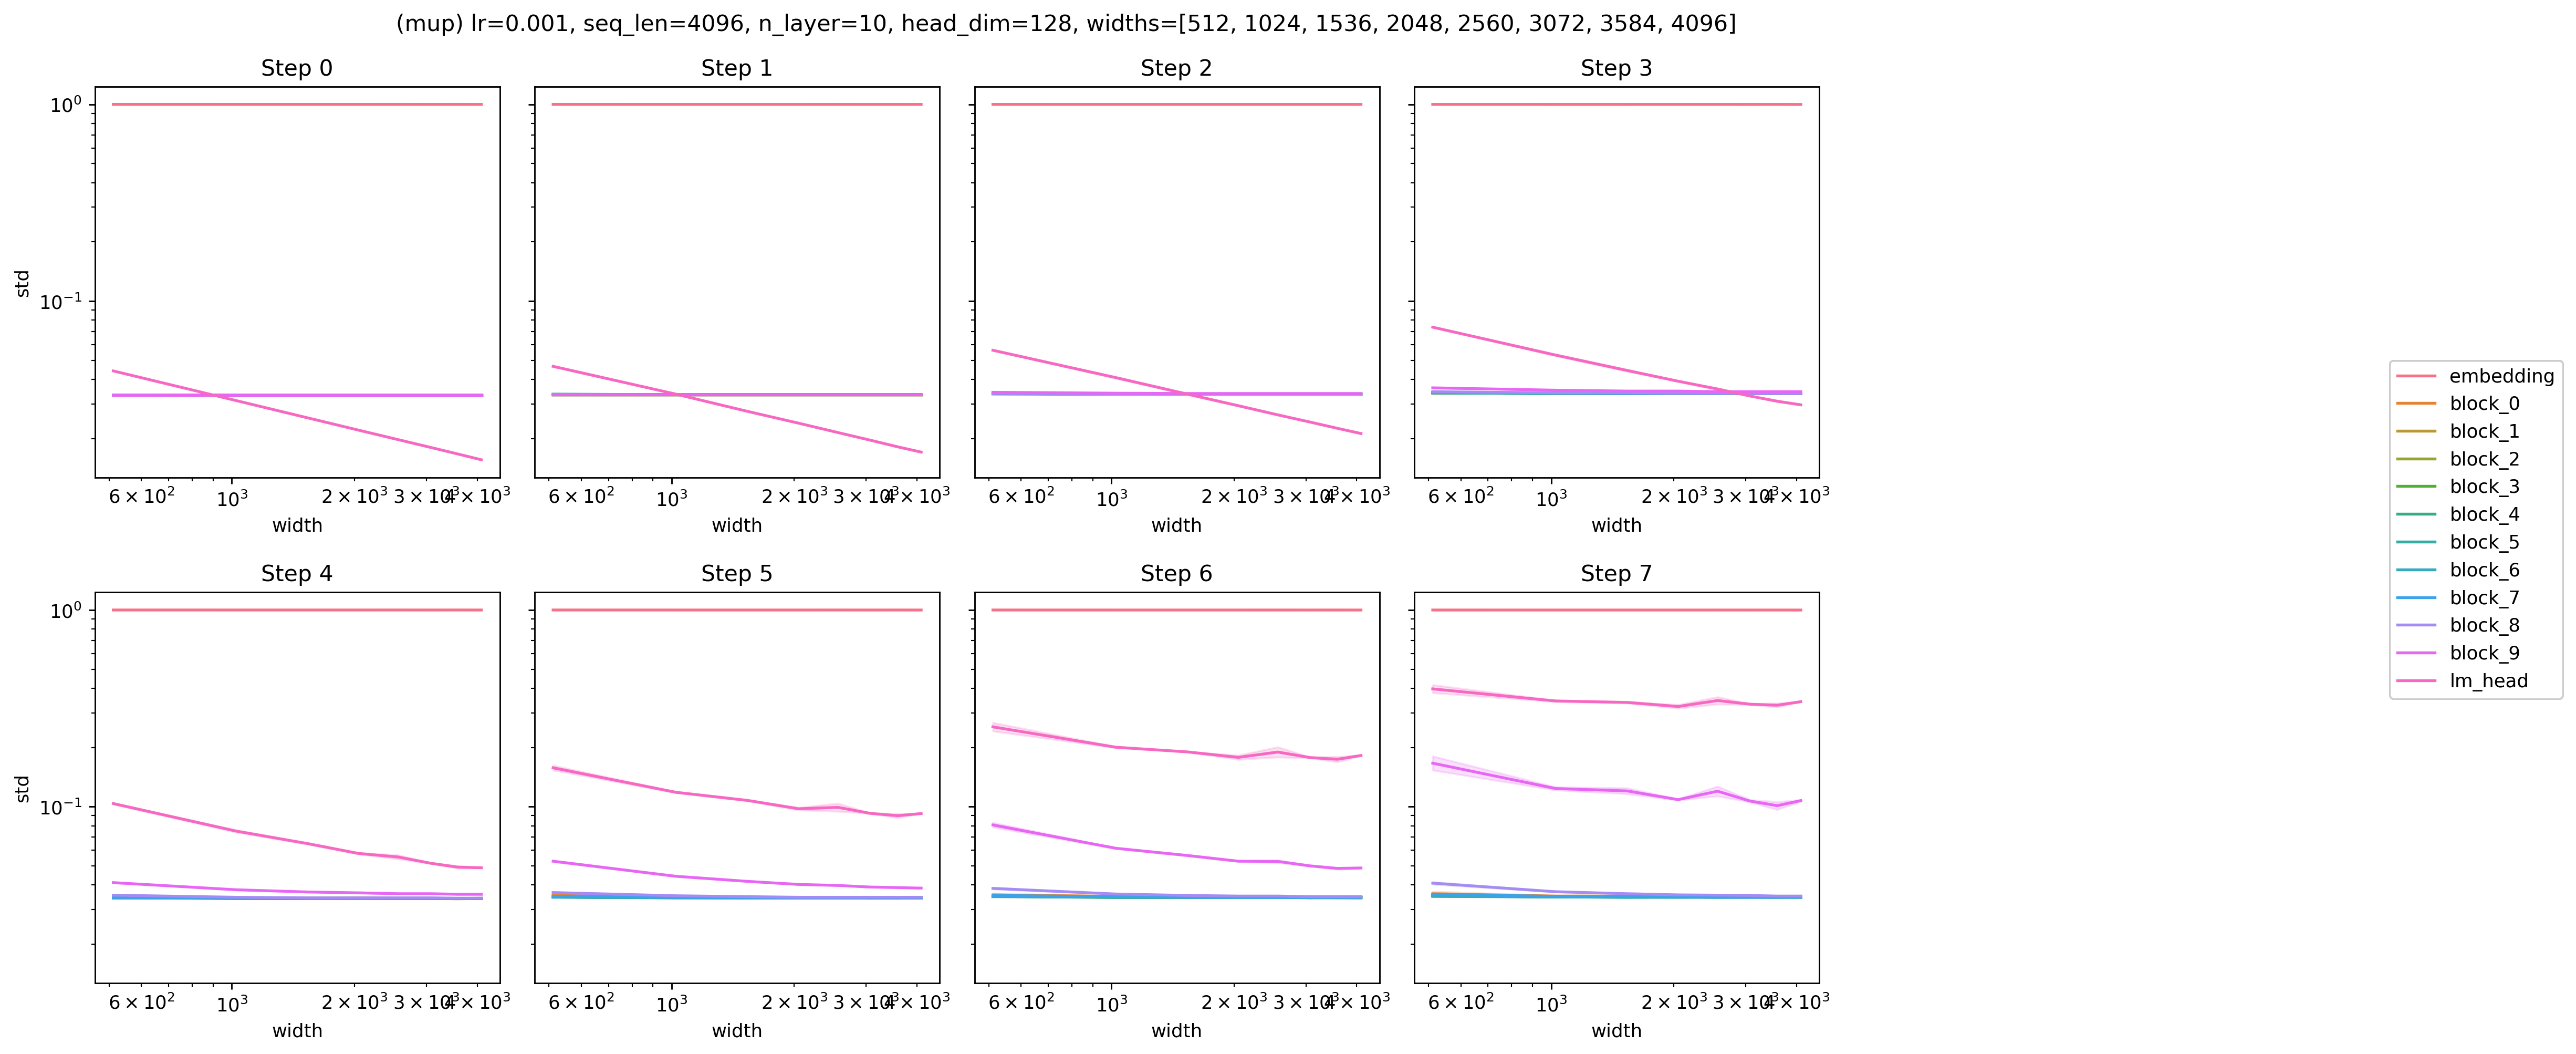 (mup) lr=0.001, seq_len=4096, n_layer=10, head_dim=128, widths=[512, 1024, 1536, 2048, 2560, 3072, 3584, 4096]
Step 0
Step 1
Step 2
Step 3
10⁰
10⁻¹
std
6 × 10² 10³ 2 × 10³ 3 × 10³ 4 × 10³
6 × 10² 10³ 2 × 10³ 3 × 10³ 4 × 10³
6 × 10² 10³ 2 × 10³ 3 × 10³ 4 × 10³
6 × 10² 10³ 2 × 10³ 3 × 10³ 4 × 10³
width
width
width
width
Step 4
Step 5
Step 6
Step 7
10⁰
10⁻¹
std
6 × 10² 10³ 2 × 10³ 3 × 10³ 4 × 10³
6 × 10² 10³ 2 × 10³ 3 × 10³ 4 × 10³
6 × 10² 10³ 2 × 10³ 3 × 10³ 4 × 10³
6 × 10² 10³ 2 × 10³ 3 × 10³ 4 × 10³
width
width
width
width
embedding
block_0
block_1
block_2
block_3
block_4
block_5
block_6
block_7
block_8
block_9
lm_head